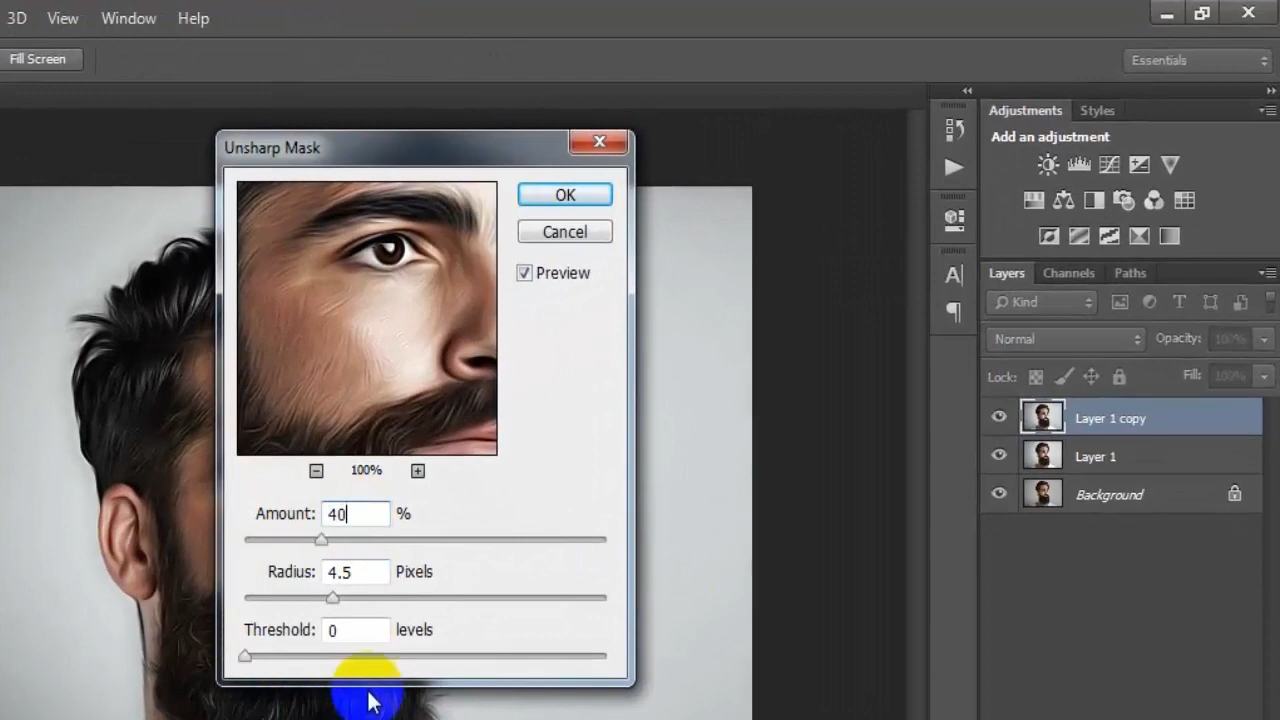 3D View Window Help
Fill Screen
Essentials
Unsharp Mask
OK
Cancel
Preview
100%
Amount: 40 %
Radius: 4.5 Pixels
Threshold: 0 levels
Adjustments Styles
Add an adjustment
Layers Channels Paths
Kind
Normal Opacity: 100%
Lock: Fill: 100%
Layer 1 copy
Layer 1
Background